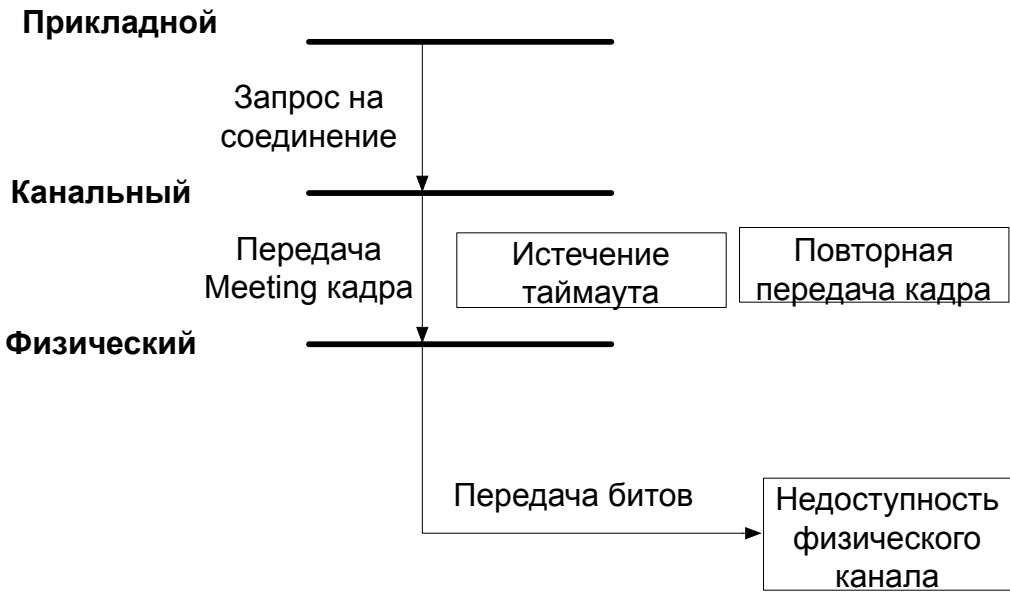 Прикладной
Запрос на
соединение
Канальный
Передача
Meeting кадра
Истечение
таймаута
Повторная
передача кадра
Физический
Передача битов
Недоступность
физического
канала